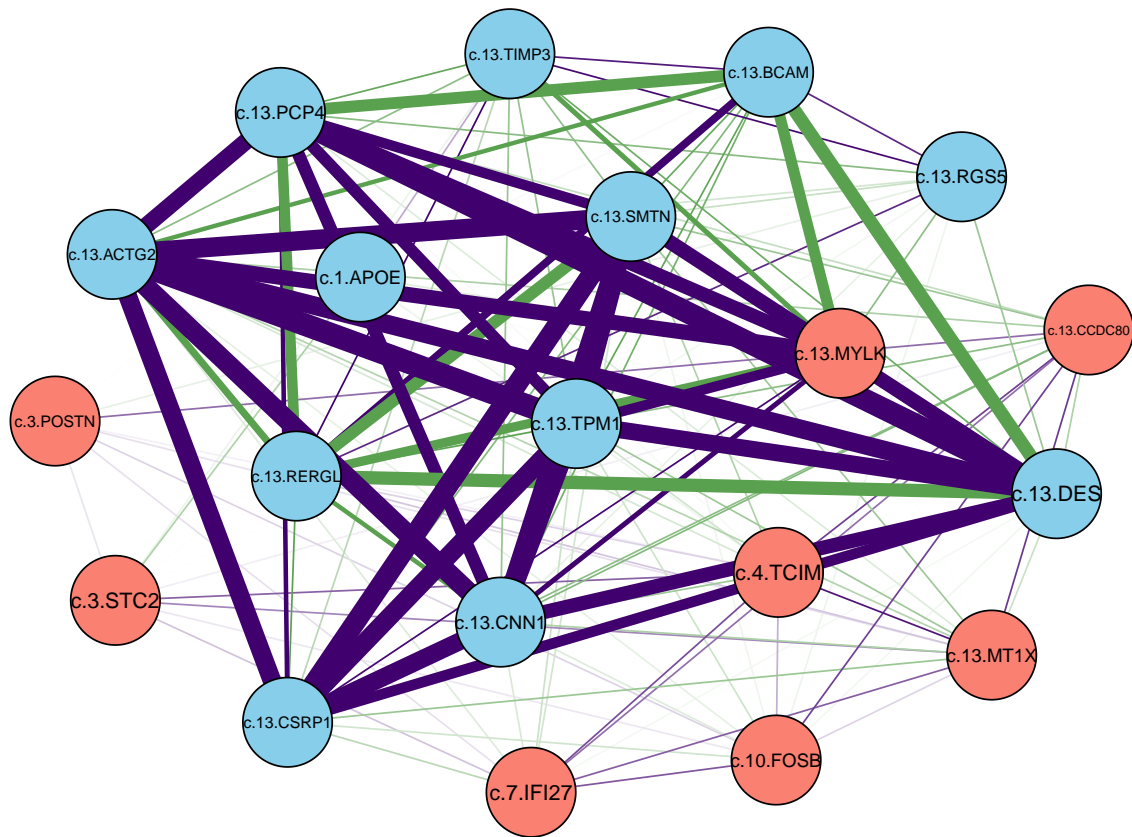 c.13.TIMP3
c.13.BCAM
c.13.PCP4
c.13.RGS5
c.13.SMTN
c.13.ACTG2
c.1.APOE
c.13.CCDC80
c.13.MYLK
c.3.POSTN
c.13.TPM1
c.13.RERGL
c.13.DES
c.4.TCIM
c.3.STC2
c.13.CNN1
c.13.MT1X
c.13.CSRP1
c.10.FOSB
c.7.IFI27